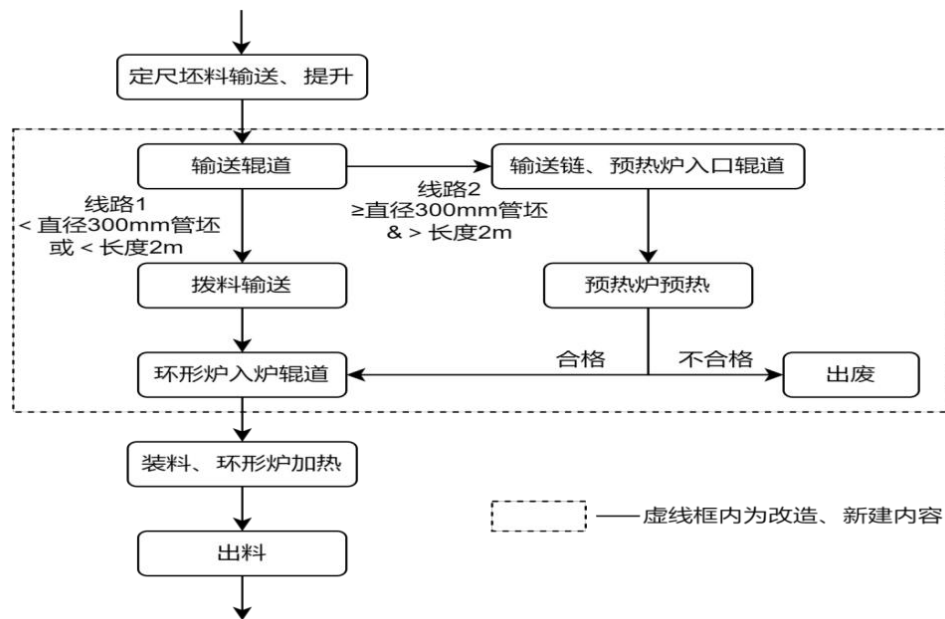 定尺坯料输送、提升
输送辊道
输送链、预热炉入口辊道
线路1
＜直径300mm管坯
或＜长度2m
线路2
≥直径300mm管坯
&＞长度2m
拨料输送
预热炉预热
合格
不合格
环形炉入炉辊道
出废
装料、环形炉加热
虚线框内为改造、新建内容
出料